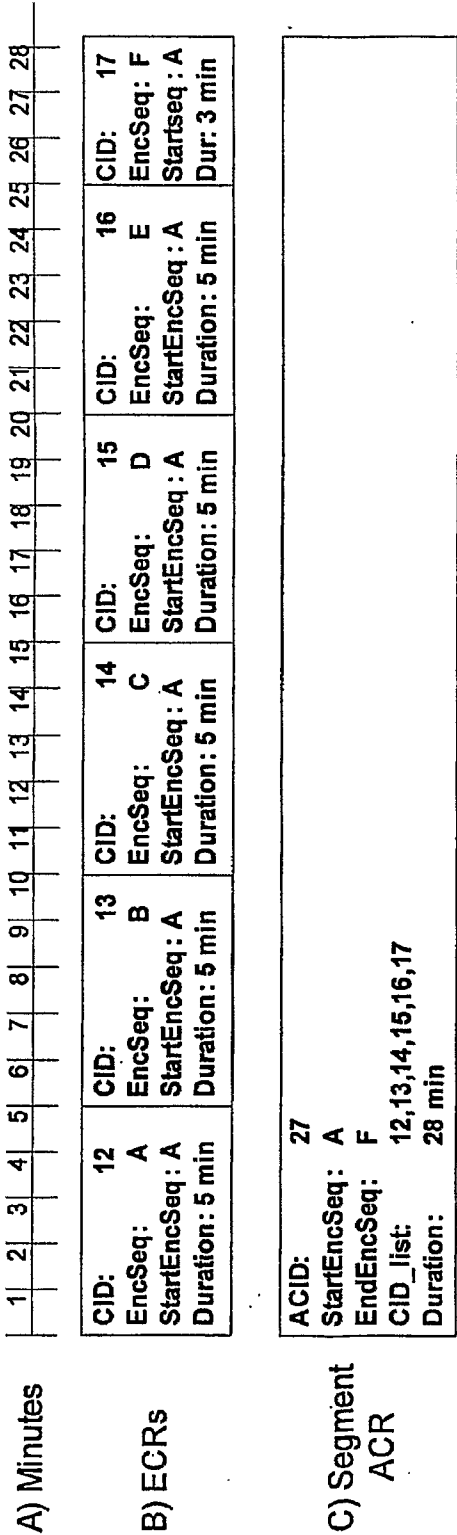 A) Minutes
1 2 3 4 5 6 7 8 9 10 11 12 13 14 15 16 17 18 19 20 21 22 23 24 25 26 27 28
B) ECRs
CID: 12
EncSeq: A
StartEncSeq: A
Duration: 5 min
CID: 13
EncSeq: B
StartEncSeq: A
Duration: 5 min
CID: 14
EncSeq: C
StartEncSeq: A
Duration: 5 min
CID: 15
EncSeq: D
StartEncSeq: A
Duration: 5 min
CID: 16
EncSeq: E
StartEncSeq: A
Duration: 5 min
CID: 17
EncSeq: F
Startseq: A
Dur: 3 min
C) Segment
ACR
ACID: 27
StartEncSeq: A
EndEncSeq: F
CID_list: 12,13,14,15,16,17
Duration: 28 min